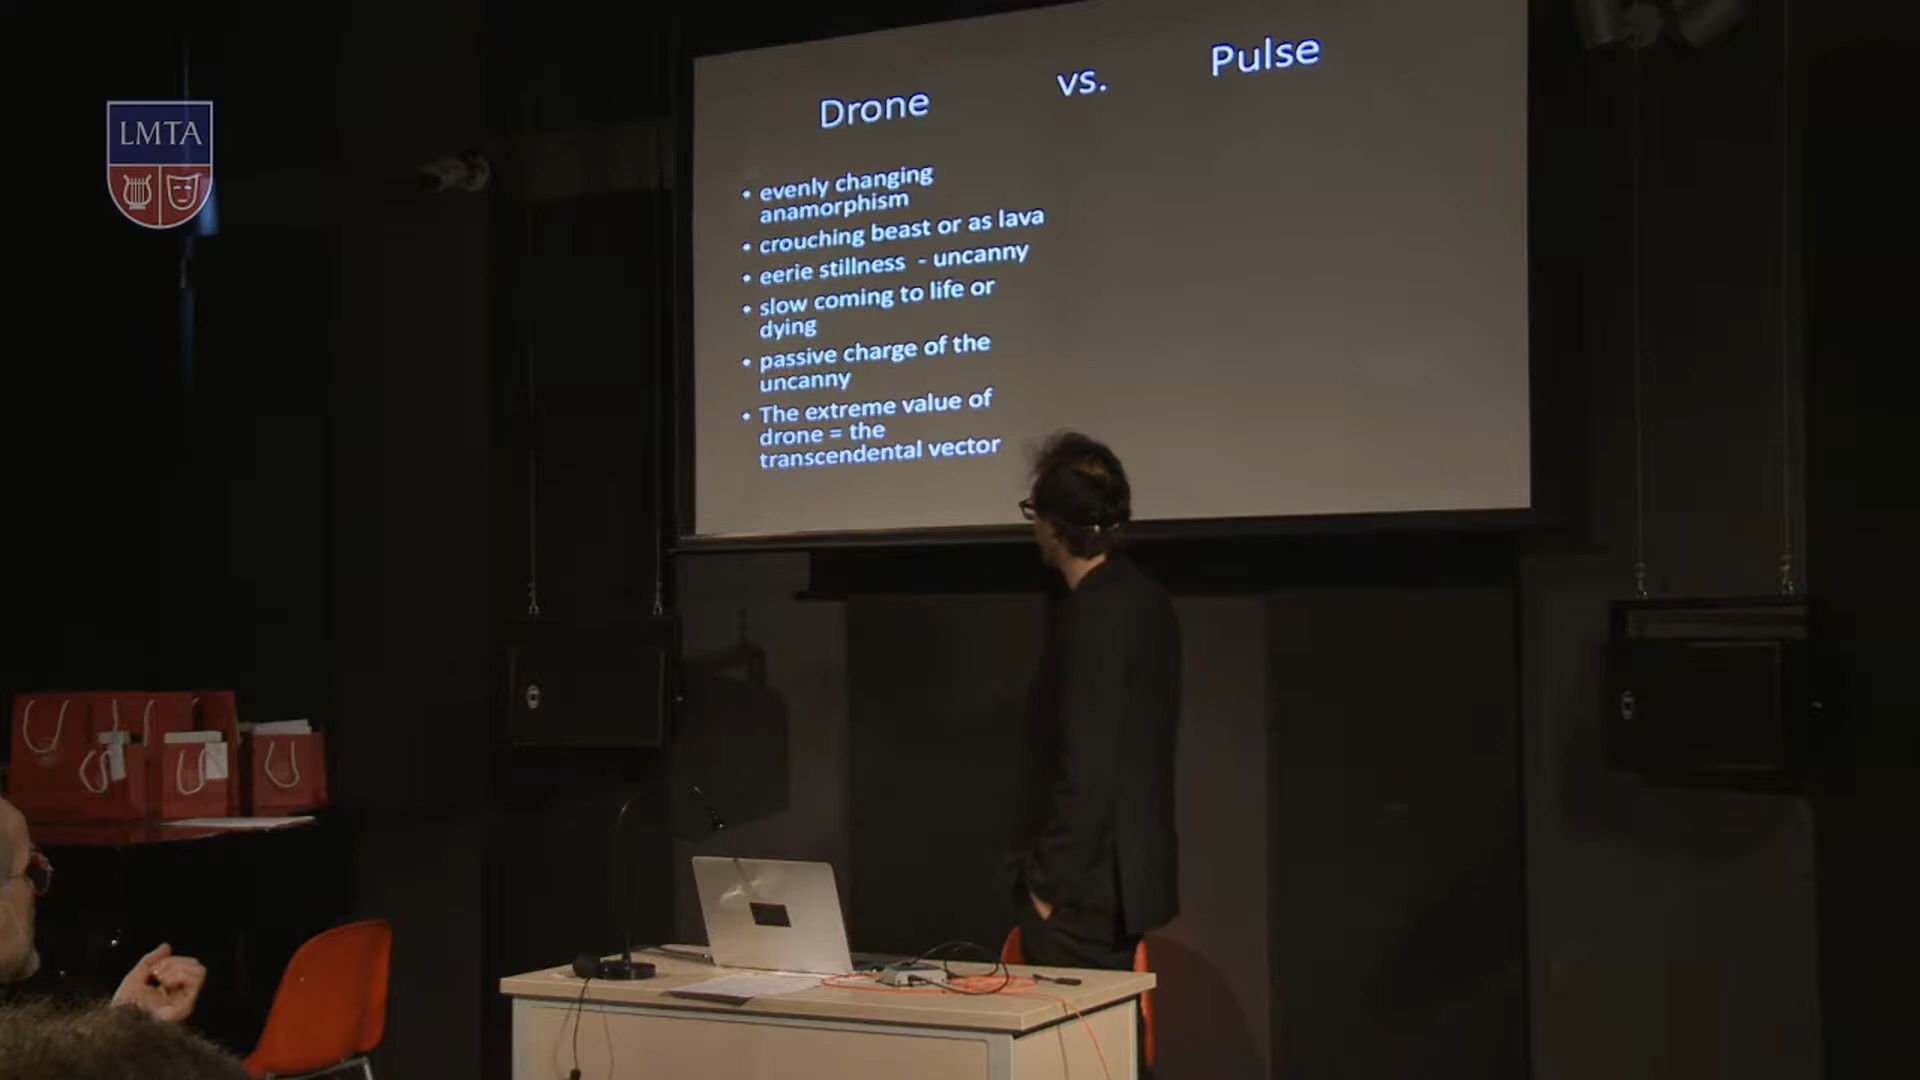 LMTA
Drone vs. Pulse
• evenly changing
anamorphism
• crouching beast or as lava
• eerie stillness - uncanny
• slow coming to life or
dying
• passive charge of the
uncanny
• The extreme value of
drone = the
transcendental vector